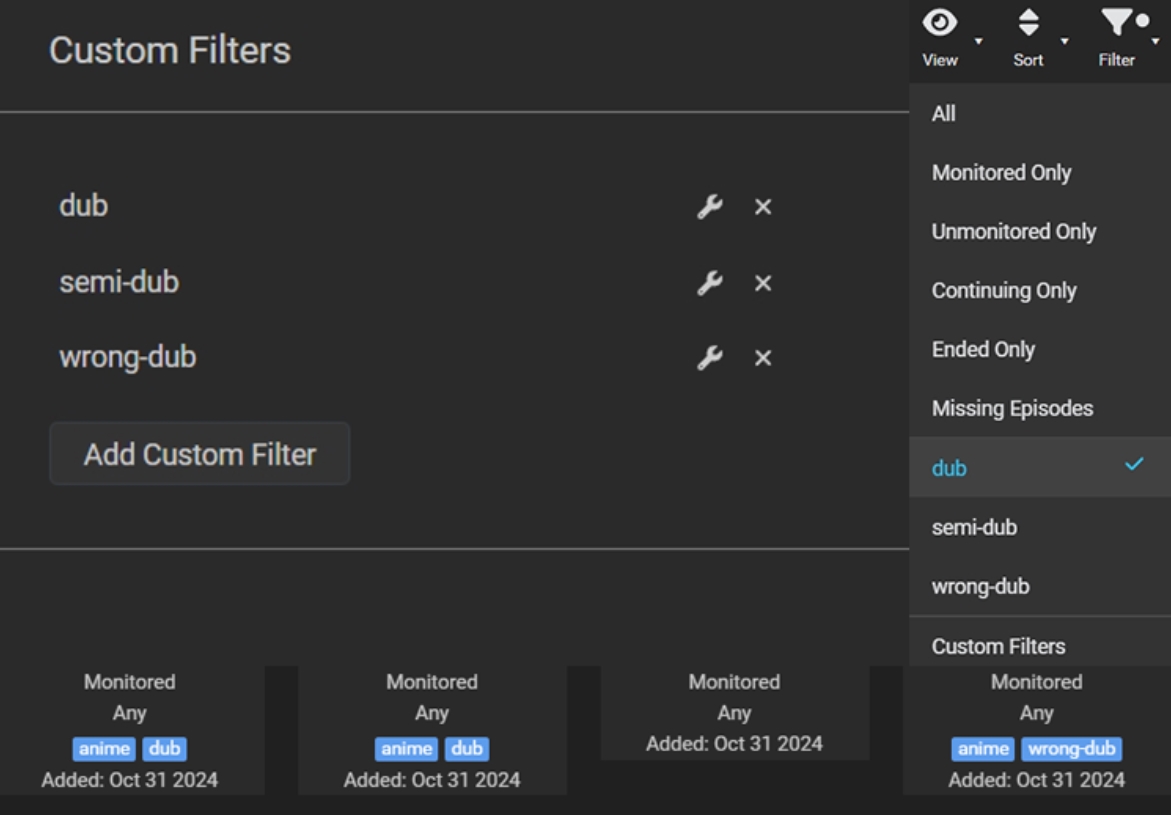 Custom Filters
View Sort Filter
All
Monitored Only
Unmonitored Only
Continuing Only
Ended Only
Missing Episodes
dub
semi-dub
wrong-dub
Custom Filters
dub
semi-dub
wrong-dub
Add Custom Filter
Monitored
Any
anime dub
Added: Oct 31 2024
Monitored
Any
anime dub
Added: Oct 31 2024
Monitored
Any
Added: Oct 31 2024
Monitored
Any
anime wrong-dub
Added: Oct 31 2024